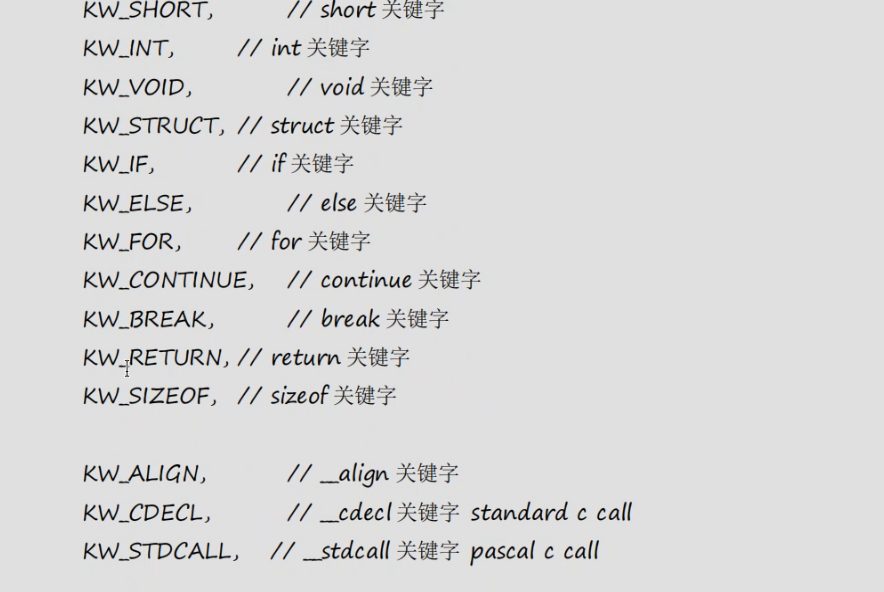 KW_SHORT, // short 关键字
KW_INT, // int 关键字
KW_VOID, // void 关键字
KW_STRUCT, // struct 关键字
KW_IF, // if 关键字
KW_ELSE, // else 关键字
KW_FOR, // for 关键字
KW_CONTINUE, // continue 关键字
KW_BREAK, // break 关键字
KW_RETURN, // return 关键字
KW_SIZEOF, // sizeof 关键字
KW_ALIGN, // __align 关键字
KW_CDECL, // __cdecl 关键字 standard c call
KW_STDCALL, // __stdcall 关键字 pascal c call